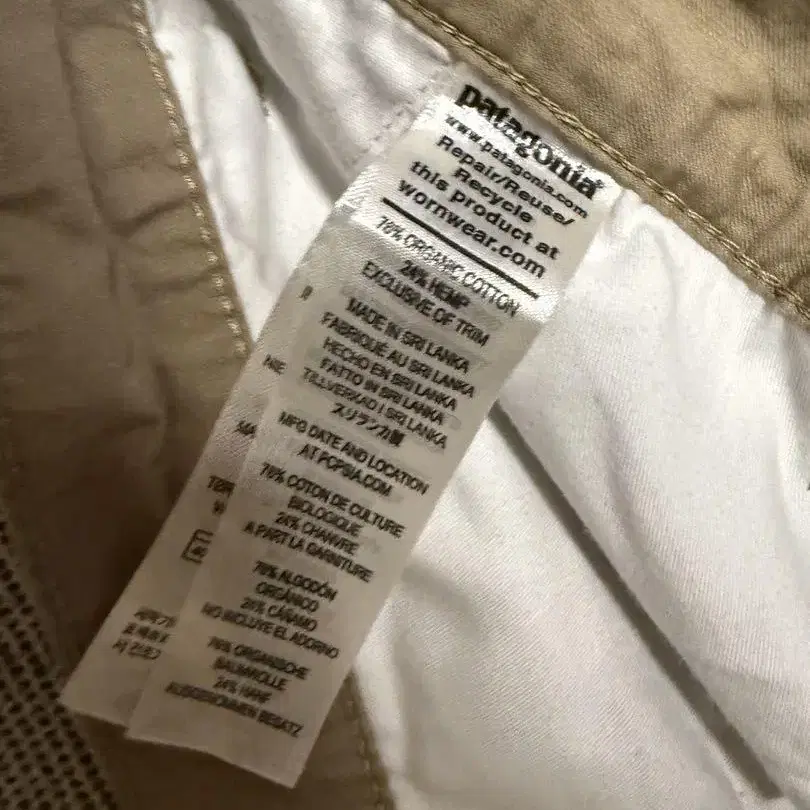 patagonia
www.patagonia.com
Repair/Reuse/
Recycle
this product at
wornwear.com
76% ORGANIC COTTON
24% HEMP
EXCLUSIVE OF TRIM
MADE IN SRI LANKA
FABRIQUÉ AU SRI LANKA
HECHO EN SRI LANKA
FATTO IN SRI LANKA
TILLVERKAD I SRI LANKA
スリランカ製
MFG DATE AND LOCATION
AT PCPSIA.COM
76% COTON DE CULTURE
BIOLOGIQUE
24% CHANVRE
A PART LA GARNITURE
76% ALGODÓN
ORGÁNICO
CÁÑAMO
NO INCLUYE EL ADORNO
76% ORGANISCHE
BAUMWOLLE
24% HANF
BESATZ